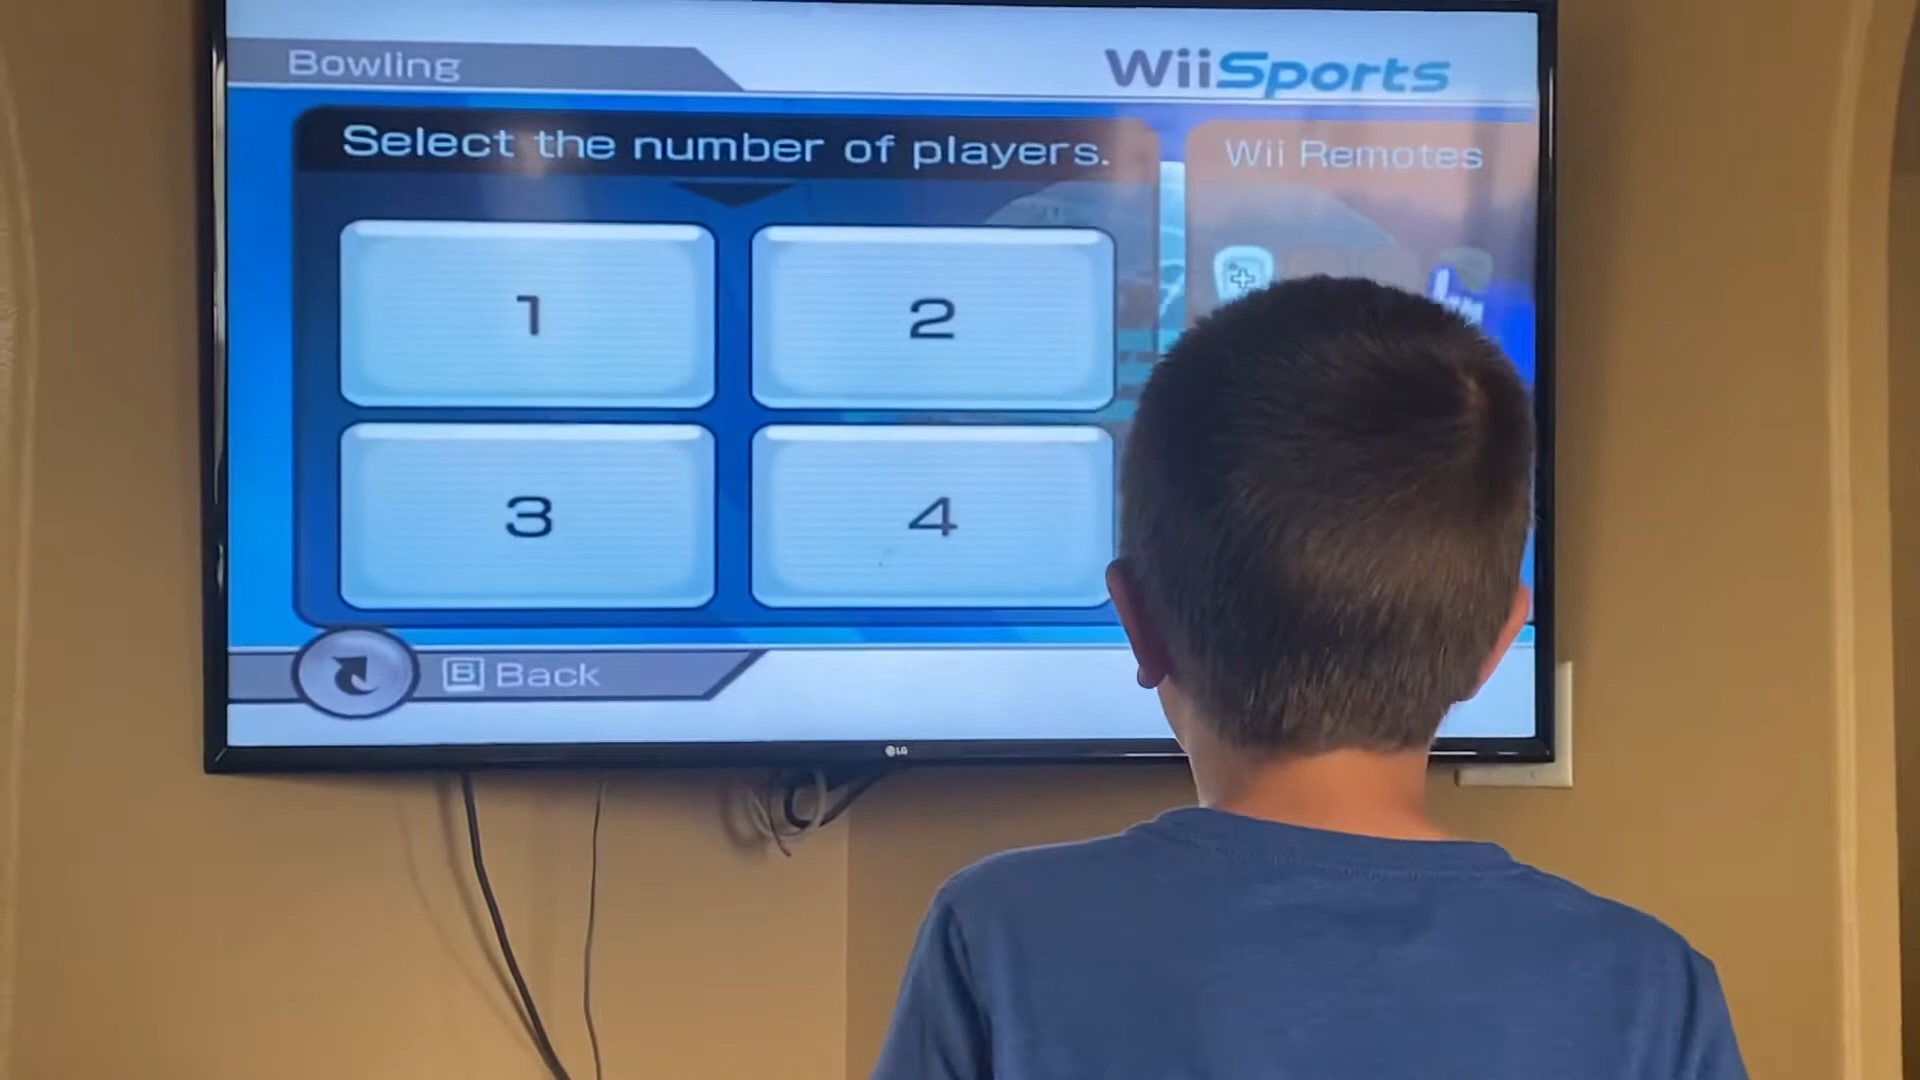 Bowling
WiiSports
Select the number of players.
Wii Remotes
1
2
3
4
B Back
LG